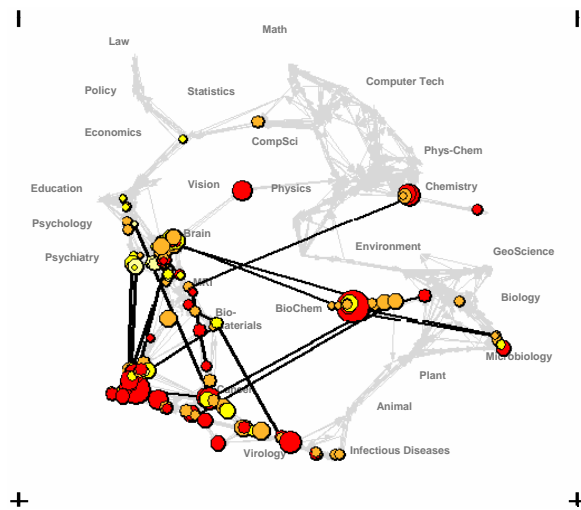 Law
Math
Policy
Statistics
Computer Tech
Economics
CompSci
Phys-Chem
Education
Vision
Physics
Chemistry
Psychology
Brain
Environment
GeoScience
Psychiatry
MRI
Biology
BioChem
Bio-
Materials
Microbiology
Plant
Cancer
Animal
Virology
Infectious Diseases